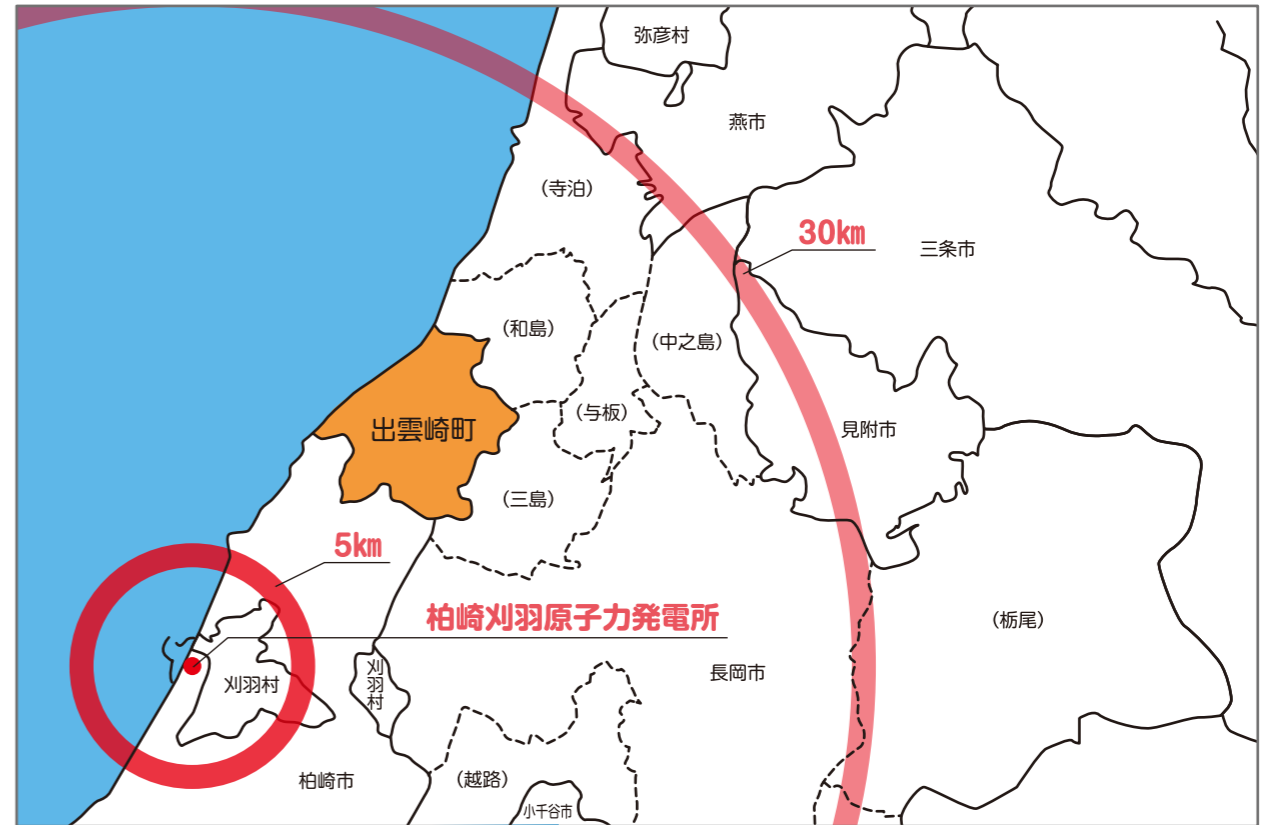 弥彦村
燕市
(寺泊)
30km
三条市
(和島)
(中之島)
(与板)
出雲崎町
見附市
(三島)
5km
柏崎刈羽原子力発電所
(栃尾)
刈羽村
刈羽村
長岡市
柏崎市
(越路)
小千谷市